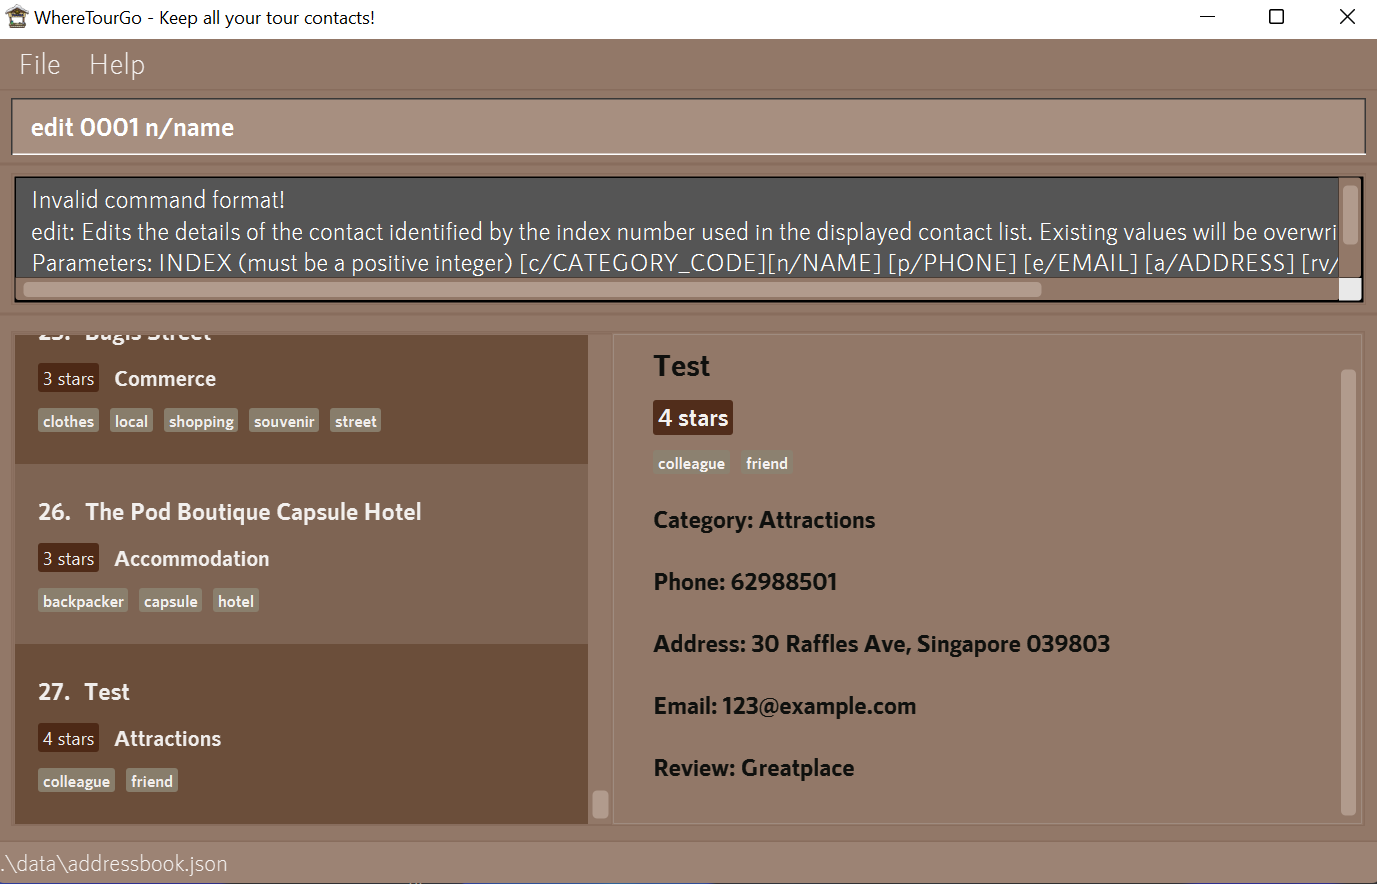 WhereTourGo - Keep all your tour contacts!
File Help
edit 0001 n/name
Invalid command format!
edit: Edits the details of the contact identified by the index number used in the displayed contact list. Existing values will be overwri
Parameters: INDEX (must be a positive integer) [c/CATEGORY_CODE][n/NAME] [p/PHONE] [e/EMAIL] [a/ADDRESS] [rv/
25. Bugis Street
3 stars Commerce
clothes local shopping souvenir street
26. The Pod Boutique Capsule Hotel
3 stars Accommodation
backpacker capsule hotel
27. Test
4 stars Attractions
colleague friend
Test
4 stars
colleague friend
Category: Attractions
Phone: 62988501
Address: 30 Raffles Ave, Singapore 039803
Email: 123@example.com
Review: Greatplace
.\data\addressbook.json